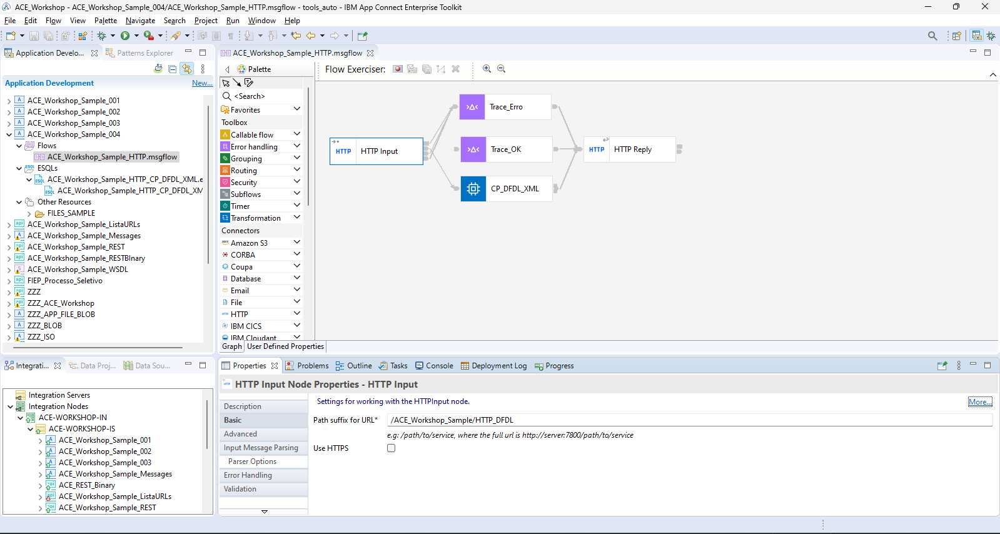 ACE_Workshop - ACE_Workshop_Sample_004/ACE_Workshop_Sample_HTTP.msgflow - tools_auto - IBM App Connect Enterprise Toolkit
File Edit Flow View Palette Navigate Search Project Run Window Help
Application Develo... Patterns Explorer
Application Development New...
ACE_Workshop_Sample_001
ACE_Workshop_Sample_002
ACE_Workshop_Sample_003
ACE_Workshop_Sample_004
Flows
ACE_Workshop_Sample_HTTP.msgflow
ESQLs
ACE_Workshop_Sample_HTTP_CP_DFDL_XML.e
ACE_Workshop_Sample_HTTP_CP_DFDL_XM
Other Resources
FILES_SAMPLE
ACE_Workshop_Sample_ListaURLs
ACE_Workshop_Sample_Messages
ACE_Workshop_Sample_REST
ACE_Workshop_Sample_RESTBInary
ACE_Workshop_Sample_WSDL
FIEP_Processo_Seletivo
ZZZ
ZZZ_ACE_Workshop
ZZZ_APP_FILE_BLOB
ZZZ_BLOB
ZZZ_ISO
ACE_Workshop_Sample_HTTP.msgflow
Palette
<Search>
Favorites
Toolbox
Callable flow
Error handling
Grouping
Routing
Security
Subflows
Timer
Transformation
Connectors
Amazon S3
CORBA
Coupa
Database
Email
File
HTTP
IBM CICS
IBM Cloudant
Flow Exerciser:
Trace_Erro
HTTP HTTP Input
Trace_OK
HTTP HTTP Reply
CP_DFDL_XML
Graph User Defined Properties
Integrati... Data Proj... Data Sou...
Integration Servers
Integration Nodes
ACE-WORKSHOP-IN
ACE-WORKSHOP-IS
ACE_Workshop_Sample_001
ACE_Workshop_Sample_002
ACE_Workshop_Sample_003
ACE_Workshop_Sample_Messages
ACE_REST_Binary
ACE_Workshop_Sample_ListaURLs
ACE_Workshop_Sample_REST
Properties Problems Outline Tasks Console Deployment Log Progress
HTTP Input Node Properties - HTTP Input
Description
Basic
Advanced
Input Message Parsing
Parser Options
Error Handling
Validation
Settings for working with the HTTPInput node. More...
Path suffix for URL* /ACE_Workshop_Sample/HTTP_DFDL
e.g: /path/to/service, where the full url is http://server:7800/path/to/service
Use HTTPS